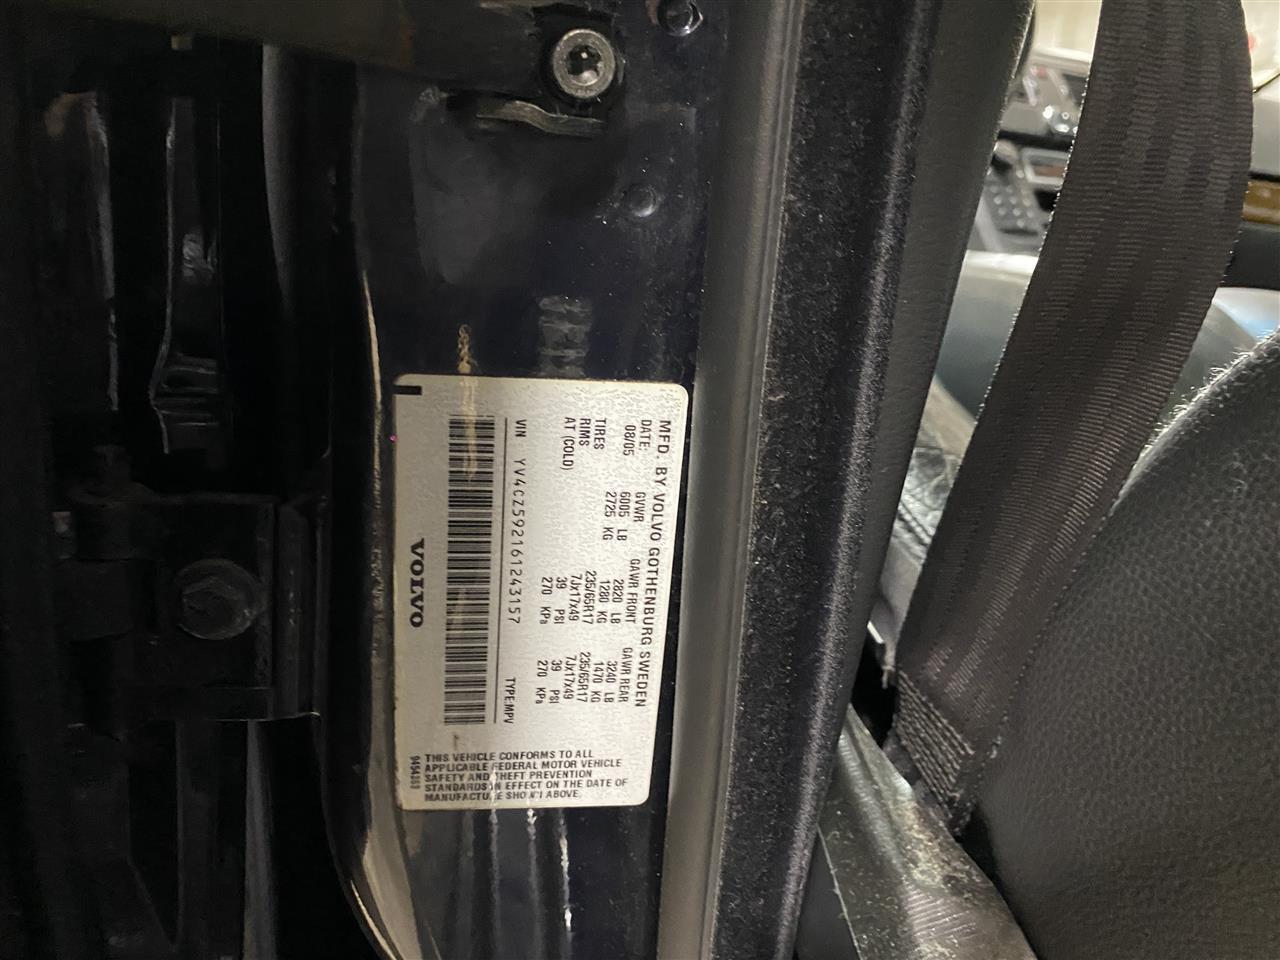 MFD. BY VOLVO GOTHENBURG SWEDEN
DATE: GVWR GAWR FRONT GAWR REAR
08/05 6005 LB 2820 LB 3240 LB
2725 KG 1280 KG 1470 KG
TIRES 235/65R17 235/65R17
RIMS 7Jx17x49 7Jx17x49
AT (COLD) 39 PSI 39 PSI
270 KPa 270 KPa
VIN YV4CZ592161243157 TYPE:MPV
VOLVO
THIS VEHICLE CONFORMS TO ALL
APPLICABLE FEDERAL MOTOR VEHICLE
SAFETY AND THEFT PREVENTION
STANDARDS IN EFFECT ON THE DATE OF
MANUFACTURE SHOWN ABOVE.